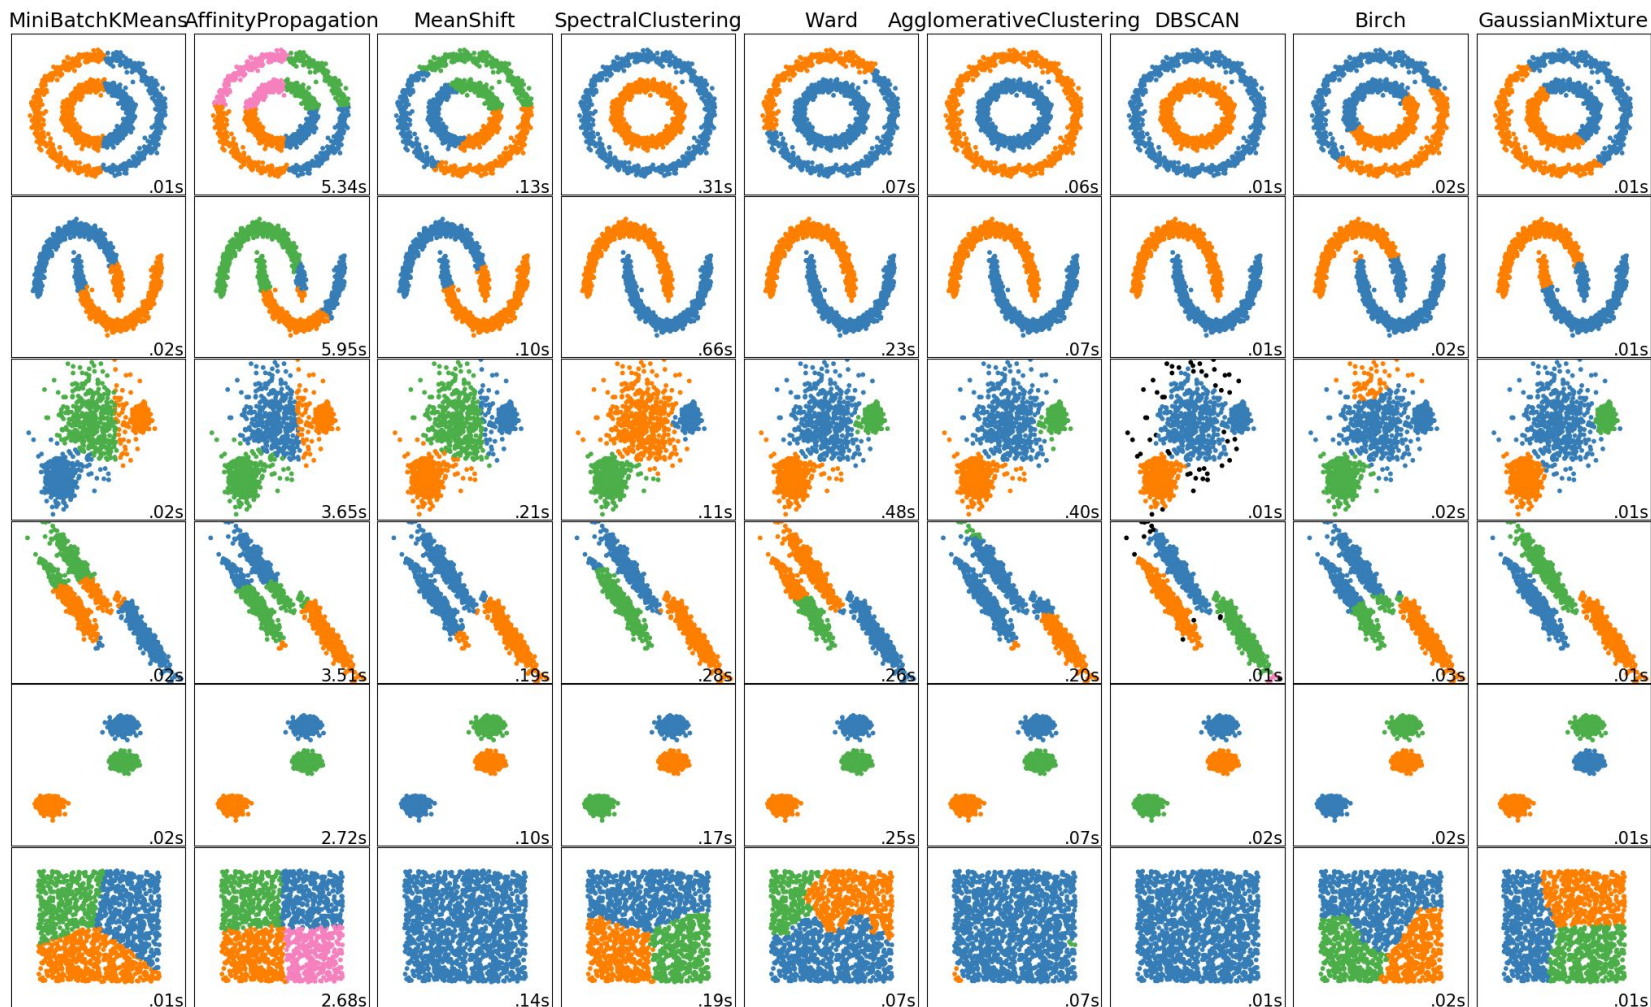 MiniBatchKMeans AffinityPropagation MeanShift SpectralClustering Ward AgglomerativeClustering DBSCAN Birch GaussianMixture
.01s 5.34s .13s .31s .07s .06s .01s .02s .01s
.02s 5.95s .10s .66s .23s .07s .01s .02s .01s
.02s 3.65s .21s .11s .48s .40s .01s .02s .01s
.02s 3.51s .19s .28s .26s .20s .01s .03s .01s
.02s 2.72s .10s .17s .25s .07s .02s .02s .01s
.01s 2.68s .14s .19s .07s .07s .01s .02s .01s